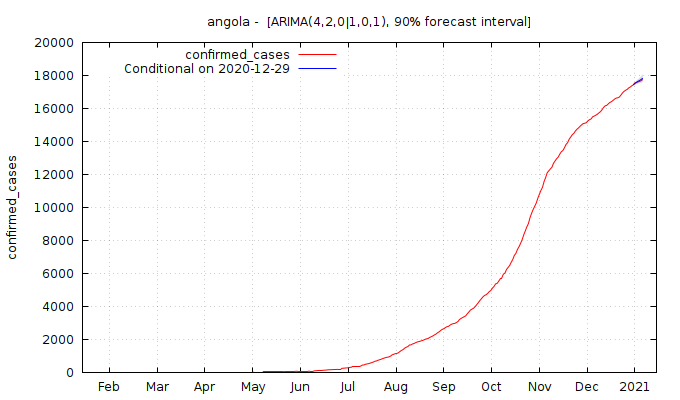 angola -  [ARIMA(4,2,0|1,0,1), 90% forecast interval]
confirmed_cases
Conditional on 2020-12-29
confirmed_cases
20000
18000
16000
14000
12000
10000
8000
6000
4000
2000
0
Feb Mar Apr May Jun Jul Aug Sep Oct Nov Dec 2021